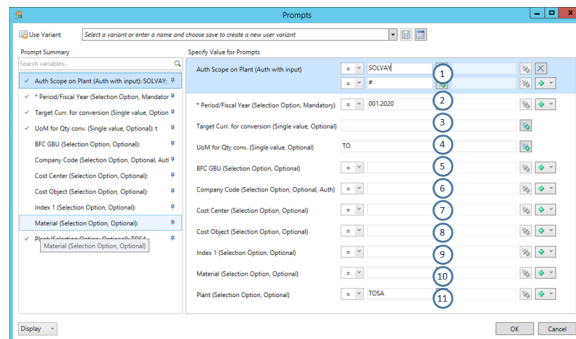 Prompts
Use Variant
Select a variant or enter a name and choose save to create a new user variant
Prompt Summary
Search variables...
Auth Scope on Plant (Auth with input): SOLVAY;
* Period/Fiscal Year (Selection Option, Mandator
Target Curr. for conversion (Single value, Option
UoM for Qty conv. (Single value, Optional): t
BFC GBU (Selection Option, Optional):
Company Code (Selection Option, Optional, Autl
Cost Center (Selection Option, Optional):
Cost Object (Selection Option, Optional):
Index 1 (Selection Option, Optional):
Material (Selection Option, Optional):
Material (Selection Option, Optional)
Specify Value for Prompts
Auth Scope on Plant (Auth with input)
= SOLVAY
1
= #
* Period/Fiscal Year (Selection Option, Mandatory)
= 001.2020
2
Target Curr. for conversion (Single value, Optional)
3
UoM for Qty conv. (Single value, Optional)
TO
4
BFC GBU (Selection Option, Optional)
=
5
Company Code (Selection Option, Optional, Auth)
=
6
Cost Center (Selection Option, Optional)
=
7
Cost Object (Selection Option, Optional)
=
8
Index 1 (Selection Option, Optional)
=
9
Material (Selection Option, Optional)
=
10
Plant (Selection Option, Optional)
= TOSA
11
Display
OK
Cancel